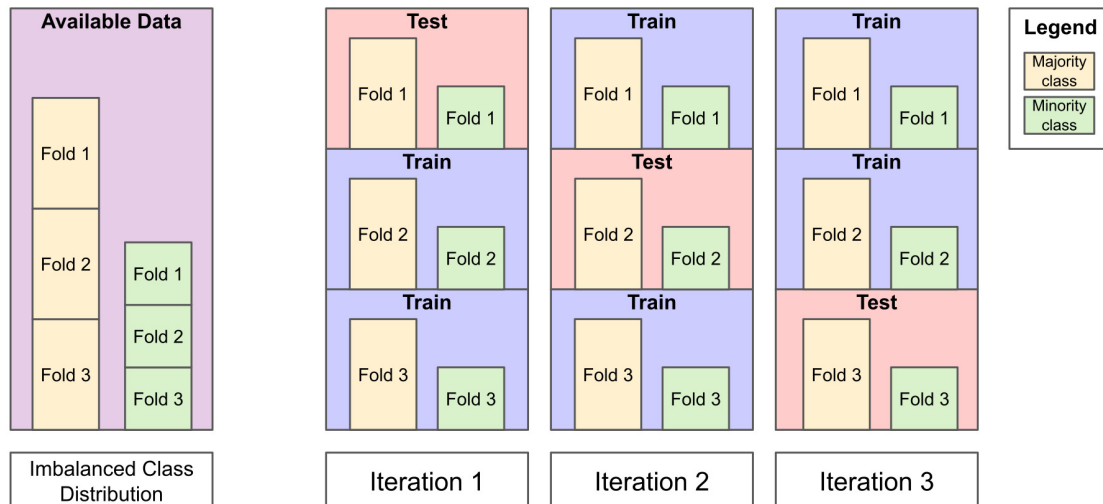 Available Data
Fold 1
Fold 2
Fold 3
Fold 1
Fold 2
Fold 3
Imbalanced Class
Distribution
Test
Fold 1
Fold 1
Train
Fold 2
Fold 2
Train
Fold 3
Fold 3
Iteration 1
Train
Fold 1
Fold 1
Test
Fold 2
Fold 2
Train
Fold 3
Fold 3
Iteration 2
Train
Fold 1
Fold 1
Train
Fold 2
Fold 2
Test
Fold 3
Fold 3
Iteration 3
Legend
Majority
class
Minority
class